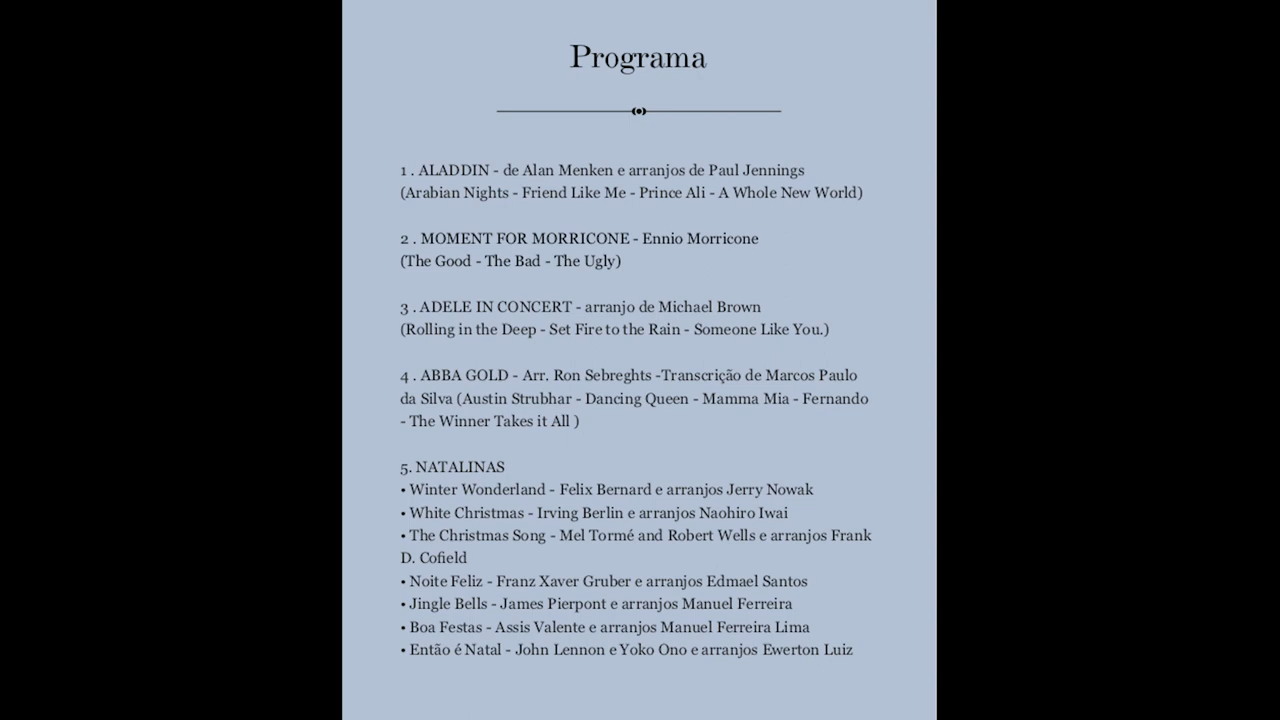 Programa
1 . ALADDIN - de Alan Menken e arranjos de Paul Jennings
(Arabian Nights - Friend Like Me - Prince Ali - A Whole New World)
2 . MOMENT FOR MORRICONE - Ennio Morricone
(The Good - The Bad - The Ugly)
3 . ADELE IN CONCERT - arranjo de Michael Brown
(Rolling in the Deep - Set Fire to the Rain - Someone Like You.)
4 . ABBA GOLD - Arr. Ron Sebreghts -Transcrição de Marcos Paulo
da Silva (Austin Strubhar - Dancing Queen - Mamma Mia - Fernando
- The Winner Takes it All )
5. NATALINAS
• Winter Wonderland - Felix Bernard e arranjos Jerry Nowak
• White Christmas - Irving Berlin e arranjos Naohiro Iwai
• The Christmas Song - Mel Tormé and Robert Wells e arranjos Frank
D. Cofield
• Noite Feliz - Franz Xaver Gruber e arranjos Edmael Santos
• Jingle Bells - James Pierpont e arranjos Manuel Ferreira
• Boa Festas - Assis Valente e arranjos Manuel Ferreira Lima
• Então é Natal - John Lennon e Yoko Ono e arranjos Ewerton Luiz